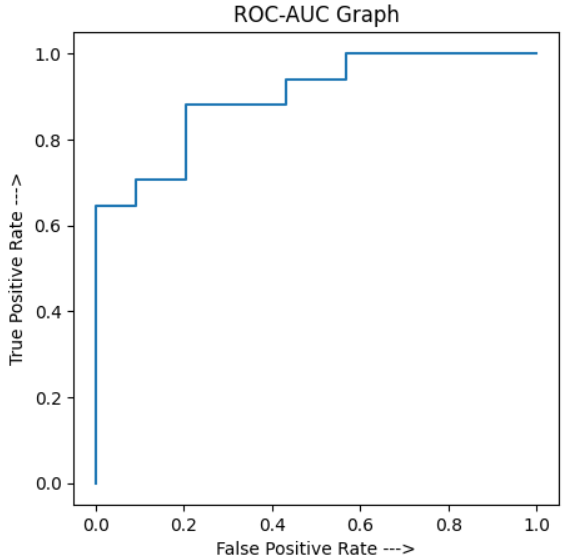 ROC-AUC Graph
1.0
0.8
0.6
0.4
0.2
0.0
True Positive Rate --->
0.0 0.2 0.4 0.6 0.8 1.0
False Positive Rate --->